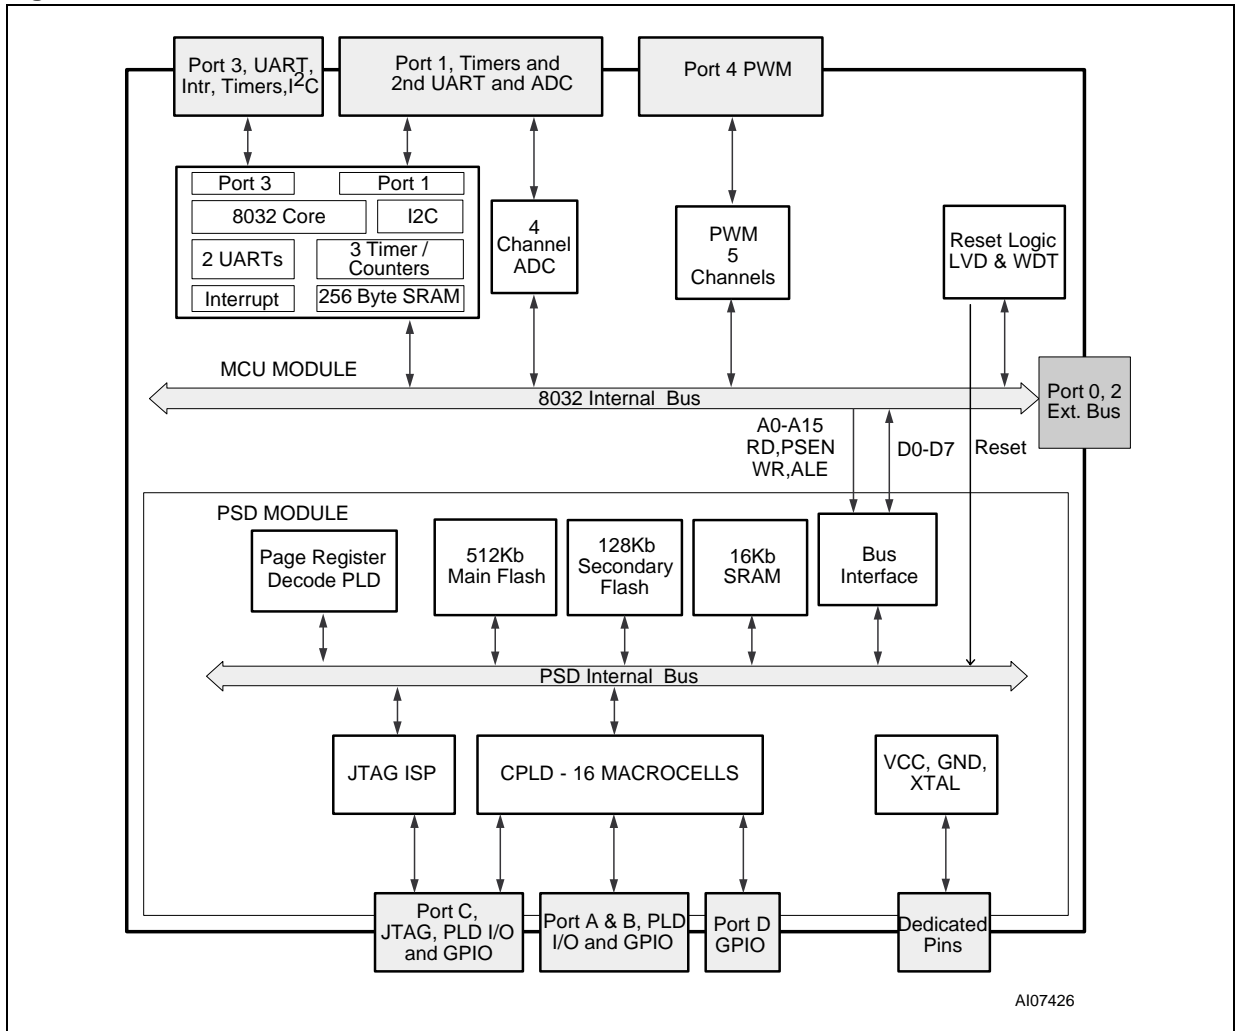 Port 3, UART,
Intr, Timers,I2C
Port 1, Timers and
2nd UART and ADC
Port 4 PWM
Port 3
Port 1
8032 Core
I2C
2 UARTs
3 Timer /
Counters
Interrupt
256 Byte SRAM
4
Channel
ADC
PWM
5
Channels
Reset Logic
LVD & WDT
MCU MODULE
8032 Internal Bus
Port 0, 2
Ext. Bus
A0-A15
RD,PSEN
WR,ALE
D0-D7
Reset
PSD MODULE
Page Register
Decode PLD
512Kb
Main Flash
128Kb
Secondary
Flash
16Kb
SRAM
Bus
Interface
PSD Internal Bus
JTAG ISP
CPLD - 16 MACROCELLS
VCC, GND,
XTAL
Port C,
JTAG, PLD I/O
and GPIO
Port A & B, PLD
I/O and GPIO
Port D
GPIO
Dedicated
Pins
AI07426